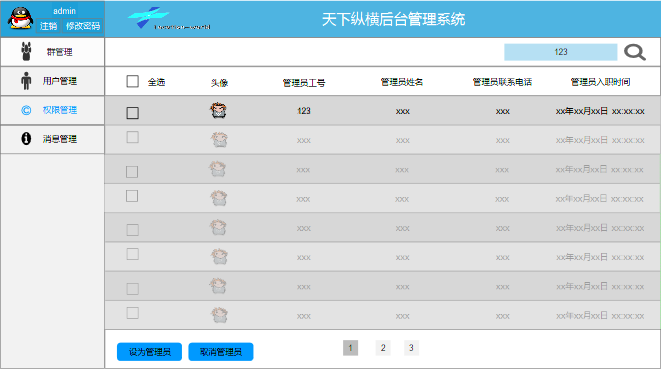 admin
注销 修改密码
天下纵横后台管理系统
群管理
123
用户管理
全选 头像 管理员工号 管理员姓名 管理员联系电话 管理员入职时间
权限管理
123 xxx xxx xx年xx月xx日 xx:xx:xx
消息管理
xxx xxx xxx xx年xx月xx日 xx:xx:xx
xxx xxx xxx xx年xx月xx日 xx:xx:xx
xxx xxx xxx xx年xx月xx日 xx:xx:xx
xxx xxx xxx xx年xx月xx日 xx:xx:xx
xxx xxx xxx xx年xx月xx日 xx:xx:xx
xxx xxx xxx xx年xx月xx日 xx:xx:xx
xxx xxx xxx xx年xx月xx日 xx:xx:xx
设为管理员 取消管理员 1 2 3